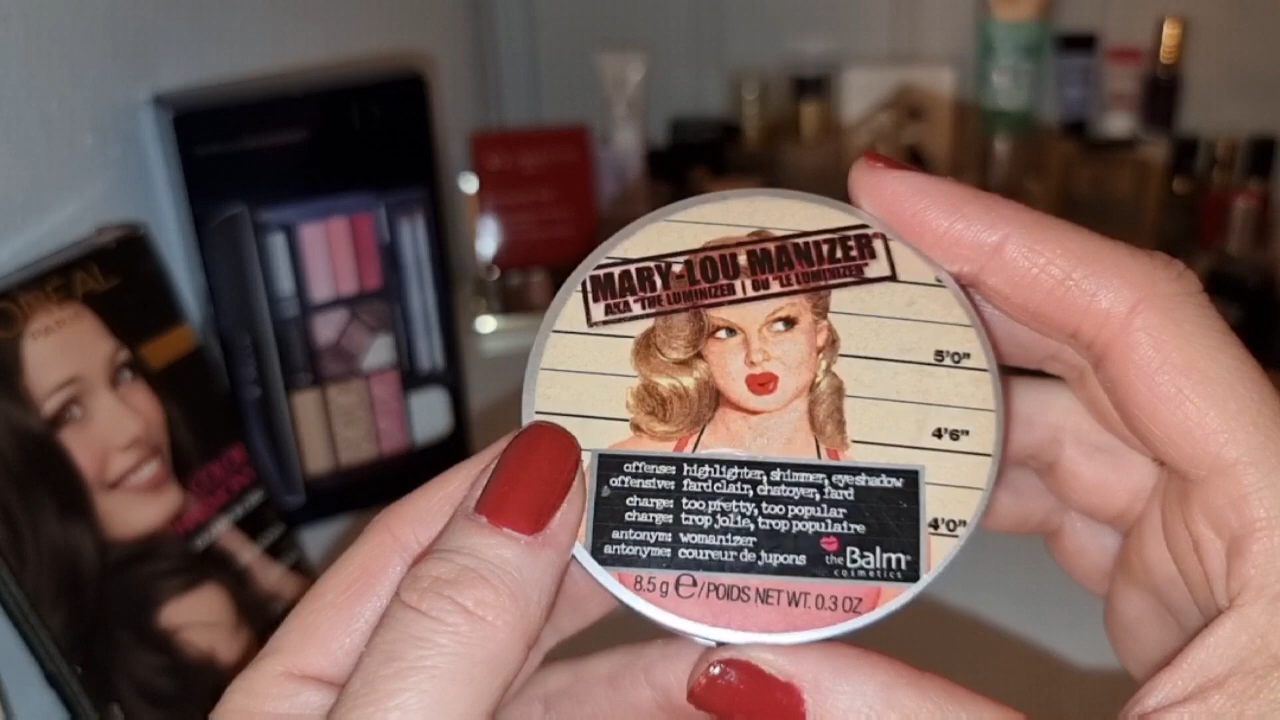 MARY-LOU MANIZER®
AKA "THE LUMINIZER" | OU "LE LUMINIZER"
5'0"
4'6"
4'0"
offense: highlighter, shimmer, eyeshadow
offensive: fard clair, chatoyer, fard
charge: too pretty, too popular
charge: trop jolie, trop populaire
antonym: womanizer
antonyme: coureur de jupons
theBalm®
cosmetics
8.5 g ℮/POIDS NET WT. 0.3 OZ